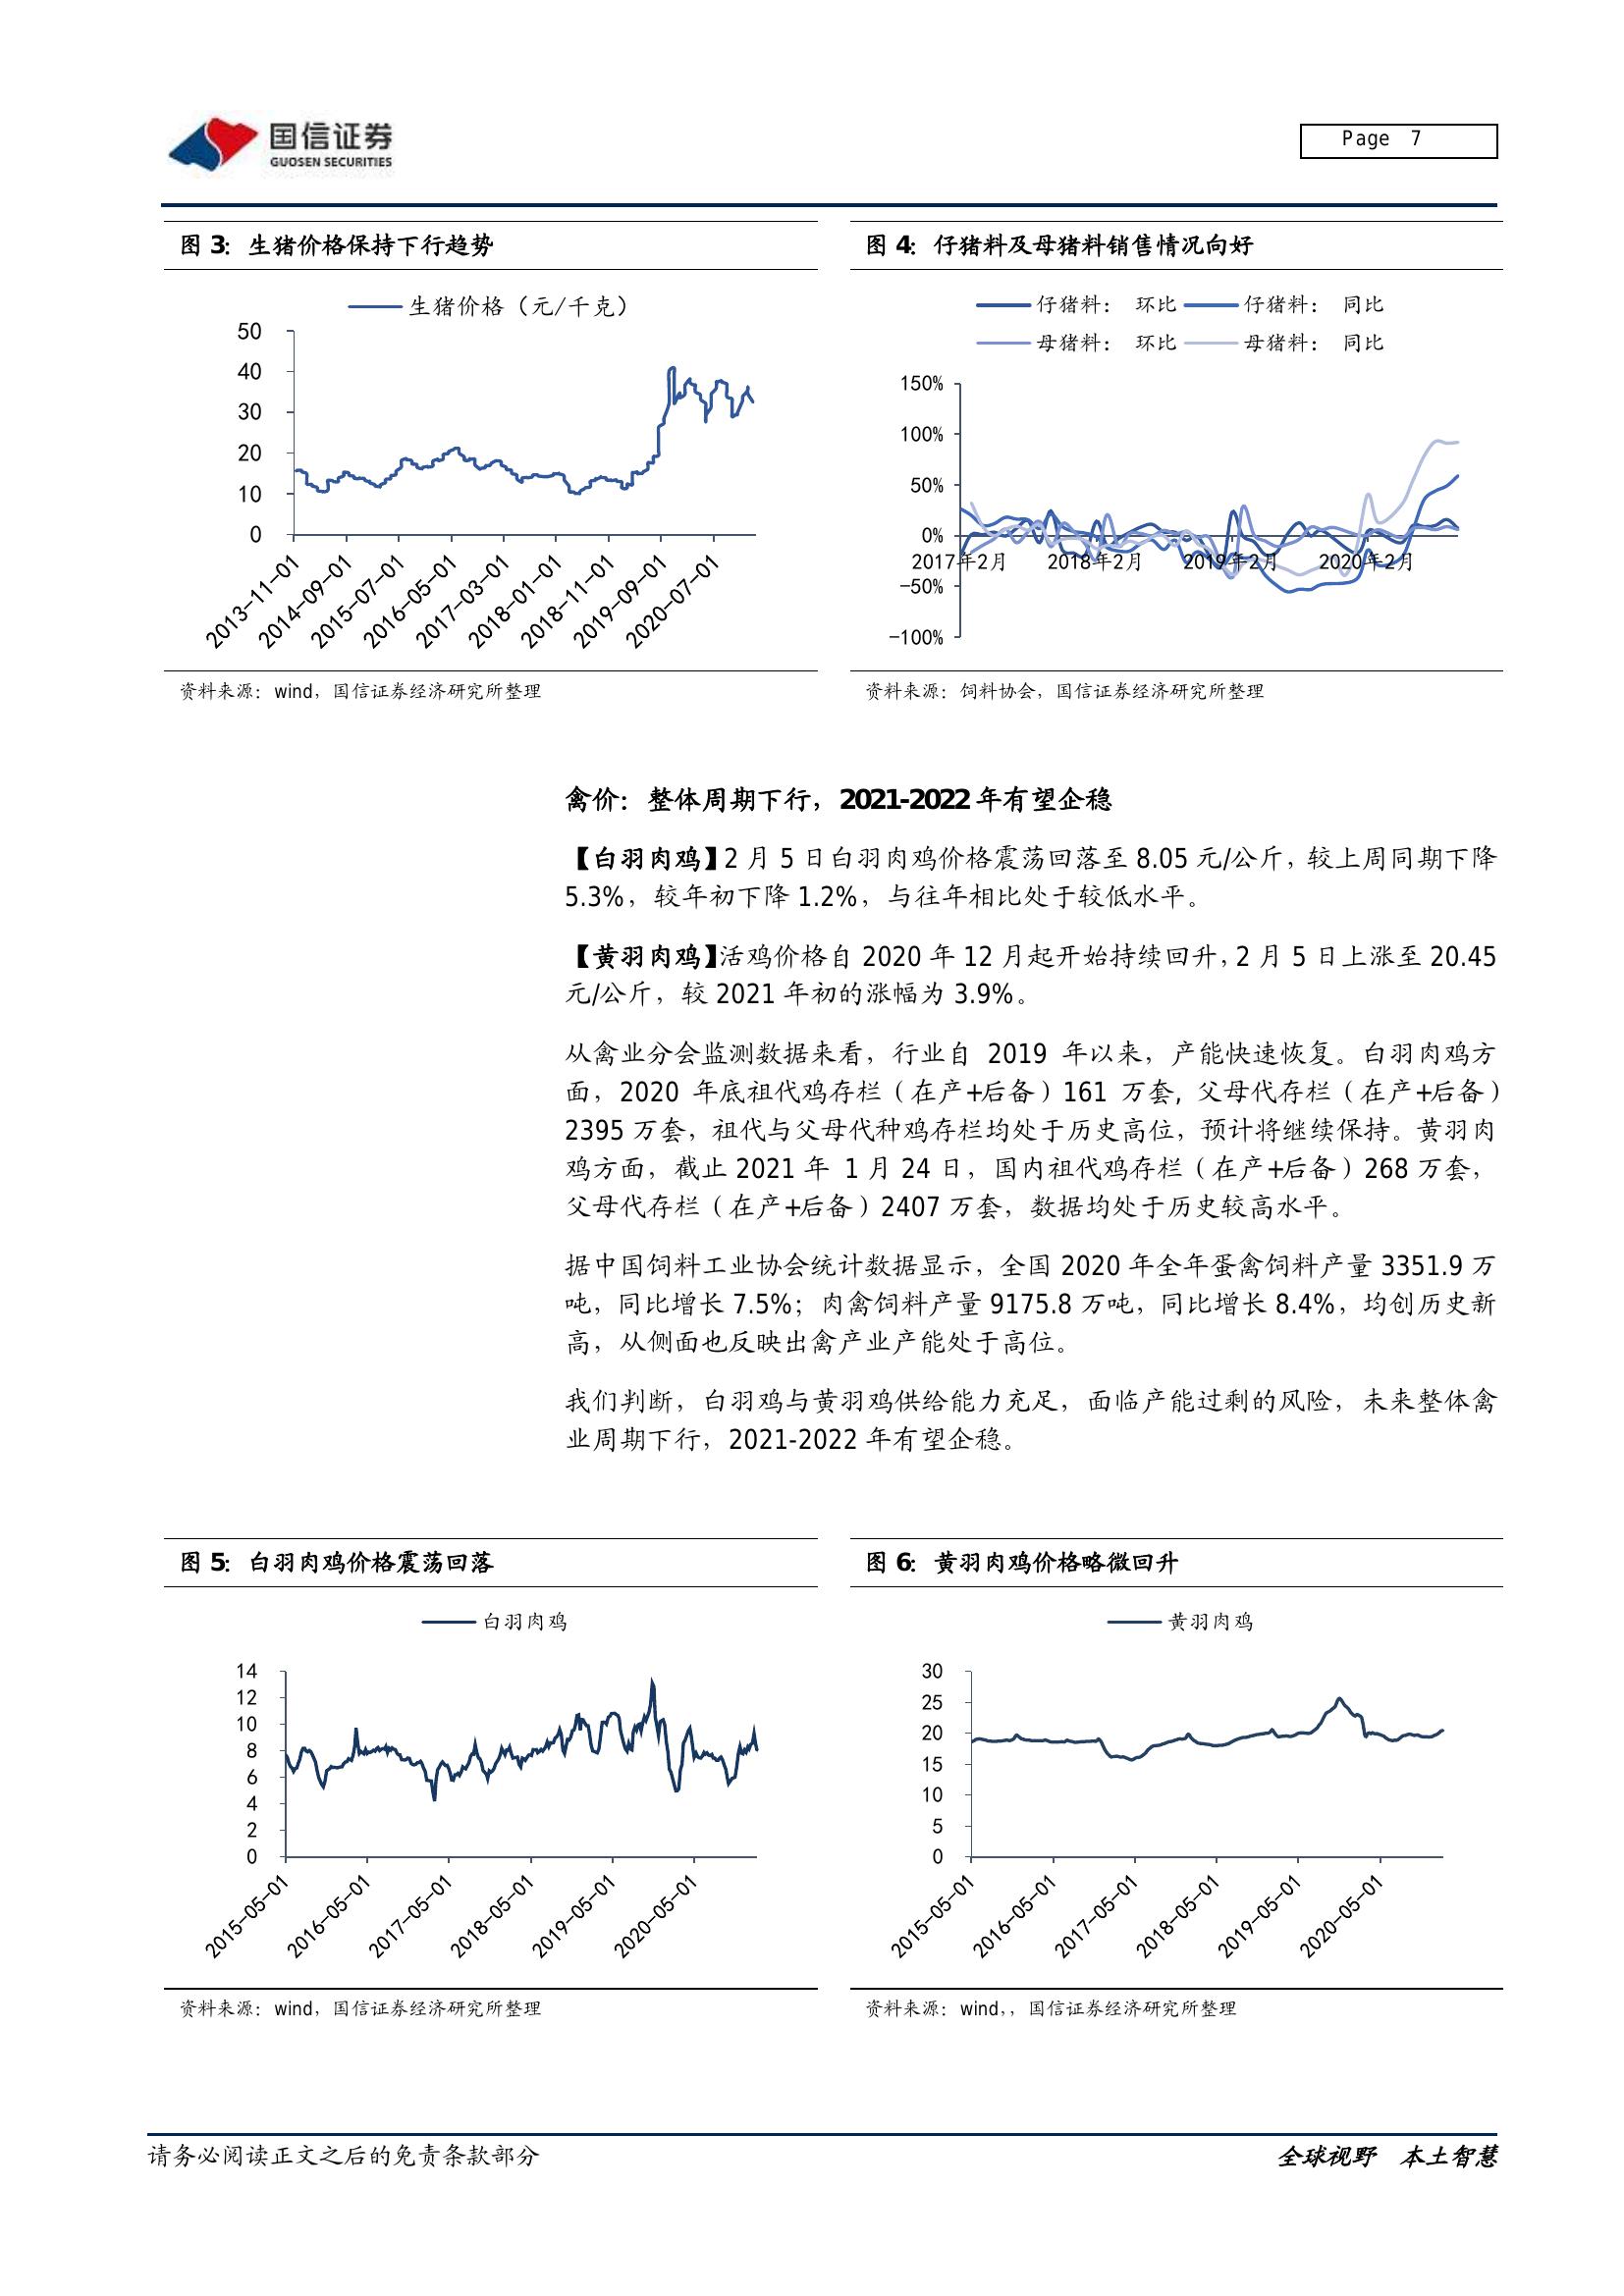 国信证券
GUOSEN SECURITIES
Page 7
图 3：生猪价格保持下行趋势
生猪价格（元/千克）
50
40
30
20
10
0
2013-11-01
2014-09-01
2015-07-01
2016-05-01
2017-03-01
2018-01-01
2018-11-01
2019-09-01
2020-07-01
资料来源：wind，国信证券经济研究所整理
图 4：仔猪料及母猪料销售情况向好
仔猪料： 环比 仔猪料： 同比
母猪料： 环比 母猪料： 同比
150%
100%
50%
0%
-50%
-100%
2017年2月 2018年2月 2019年2月 2020年2月
资料来源：饲料协会，国信证券经济研究所整理
禽价：整体周期下行，2021-2022 年有望企稳
【白羽肉鸡】2 月 5 日白羽肉鸡价格震荡回落至 8.05 元/公斤，较上周同期下降
5.3%，较年初下降 1.2%，与往年相比处于较低水平。
【黄羽肉鸡】活鸡价格自 2020 年 12 月起开始持续回升，2 月 5 日上涨至 20.45
元/公斤，较 2021 年初的涨幅为 3.9%。
从禽业分会监测数据来看，行业自 2019 年以来，产能快速恢复。白羽肉鸡方
面，2020 年底祖代鸡存栏（在产+后备）161 万套，父母代存栏（在产+后备）
2395 万套，祖代与父母代种鸡存栏均处于历史高位，预计将继续保持。黄羽肉
鸡方面，截止 2021 年 1 月 24 日，国内祖代鸡存栏（在产+后备）268 万套，
父母代存栏（在产+后备）2407 万套，数据均处于历史较高水平。
据中国饲料工业协会统计数据显示，全国 2020 年全年蛋禽饲料产量 3351.9 万
吨，同比增长 7.5%；肉禽饲料产量 9175.8 万吨，同比增长 8.4%，均创历史新
高，从侧面也反映出禽产业产能处于高位。
我们判断，白羽鸡与黄羽鸡供给能力充足，面临产能过剩的风险，未来整体禽
业周期下行，2021-2022 年有望企稳。
图 5：白羽肉鸡价格震荡回落
白羽肉鸡
14
12
10
8
6
4
2
0
2015-05-01
2016-05-01
2017-05-01
2018-05-01
2019-05-01
2020-05-01
资料来源：wind，国信证券经济研究所整理
图 6：黄羽肉鸡价格略微回升
黄羽肉鸡
30
25
20
15
10
5
0
2015-05-01
2016-05-01
2017-05-01
2018-05-01
2019-05-01
2020-05-01
资料来源：wind，，国信证券经济研究所整理
请务必阅读正文之后的免责条款部分
全球视野 本土智慧